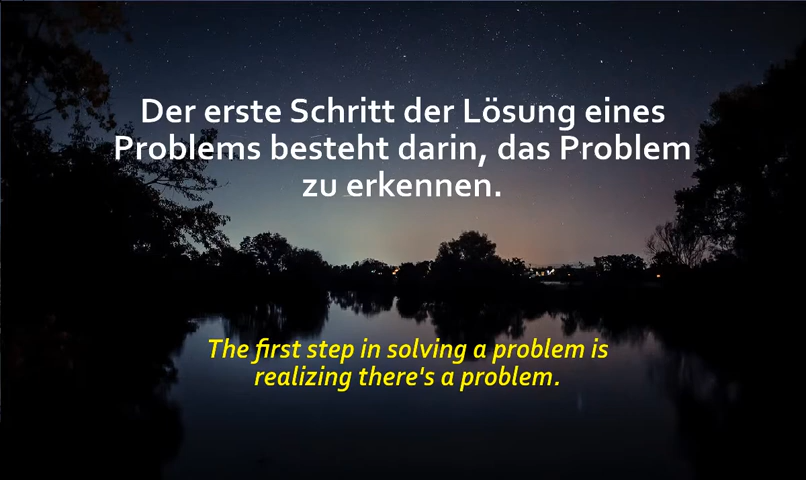 Der erste Schritt der Lösung eines
Problems besteht darin, das Problem
zu erkennen.
The first step in solving a problem is
realizing there's a problem.